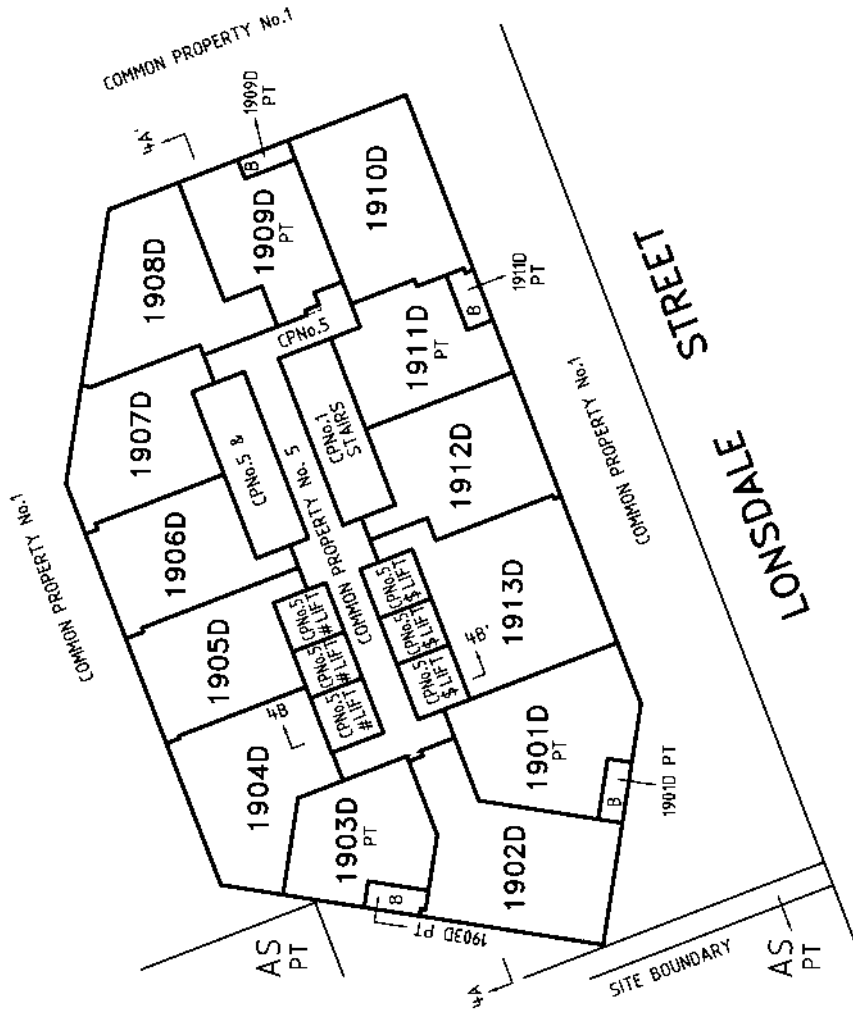 COMMON PROPERTY No.1
4A'
1909D
PT
B
1909D
PT
1910D
1908D
CPNo.5
1911D
PT
B
1911D
PT
1907D
CPNo.5 &
CPNo.1
STAIRS
1912D
COMMON PROPERTY No.1
1906D
COMMON PROPERTY No. 5
CPNo.5
# LIFT
CPNo.5
# LIFT
CPNo.5
# LIFT
CPNo.5
$ LIFT
CPNo.5
$ LIFT
CPNo.5
$ LIFT
4B'
1913D
COMMON PROPERTY No.1
LONSDALE STREET
1905D
4B
1904D
1903D
PT
B
1903D PT
1901D
PT
B
1901D PT
1902D
AS
PT
4A
SITE BOUNDARY
AS
PT